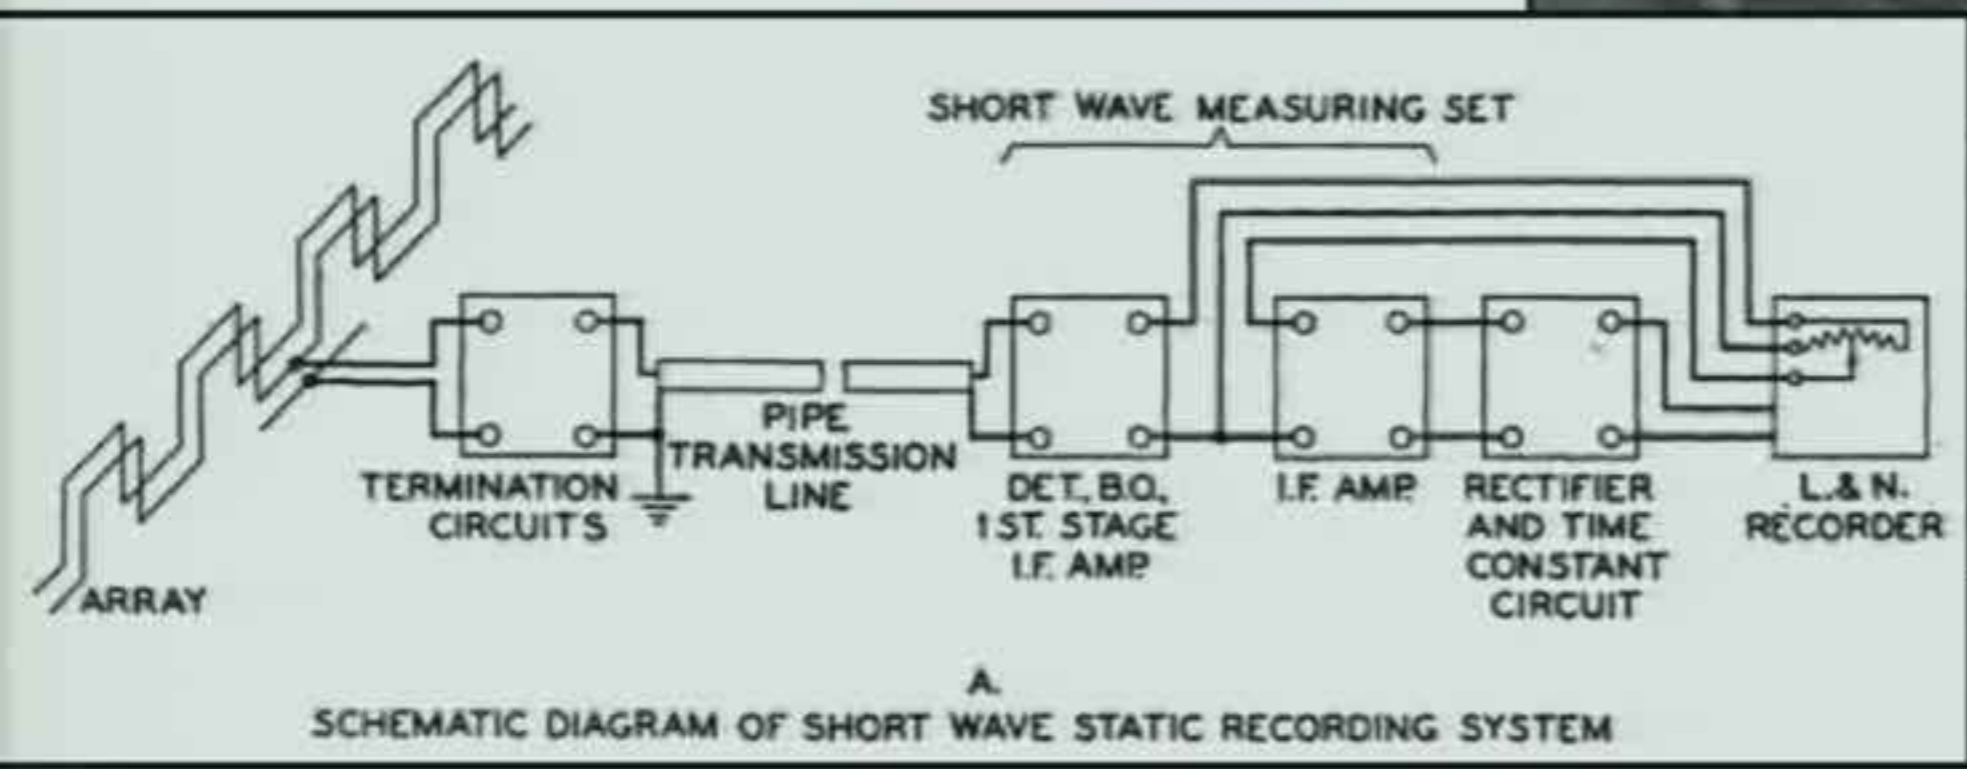 SHORT WAVE MEASURING SET
PIPE
TRANSMISSION
LINE
TERMINATION
CIRCUITS
DET., B.O.,
1ST. STAGE
I.F. AMP.
I.F. AMP.
RECTIFIER
AND TIME
CONSTANT
CIRCUIT
L. & N.
RECORDER
ARRAY
A.
SCHEMATIC DIAGRAM OF SHORT WAVE STATIC RECORDING SYSTEM